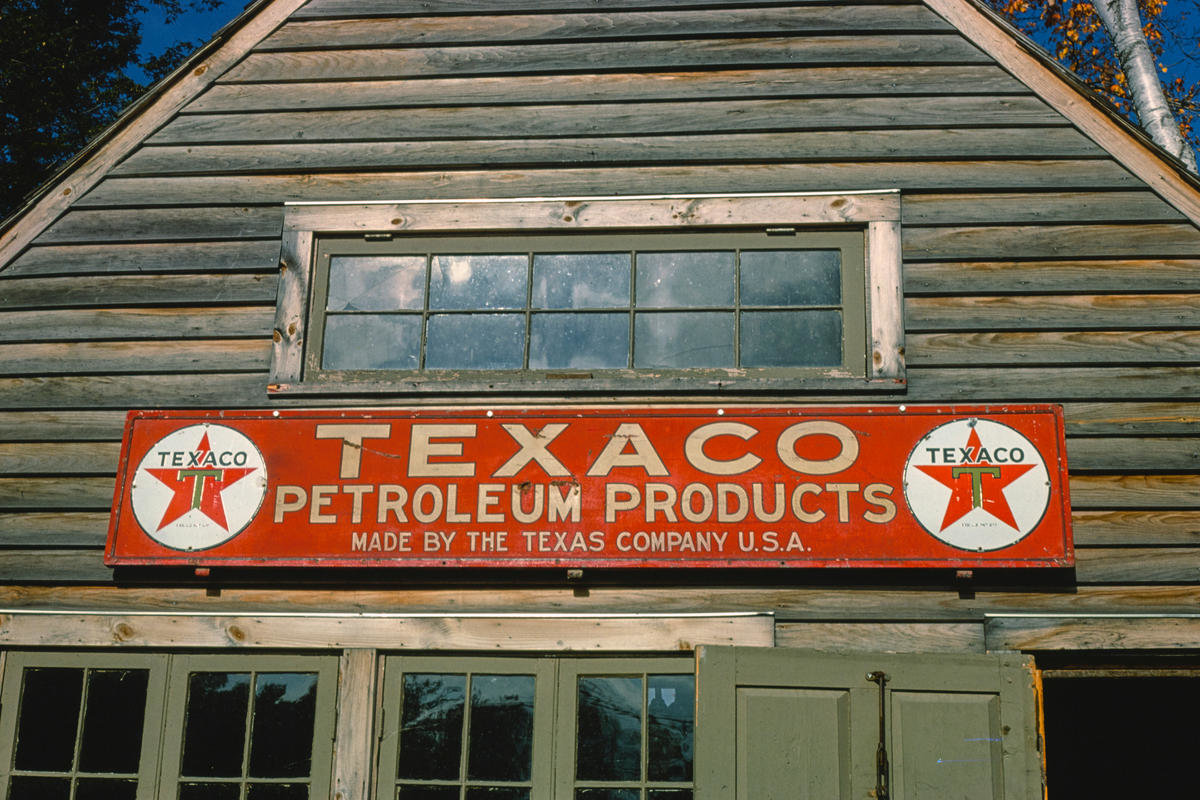 TEXACO
PETROLEUM PRODUCTS
MADE BY THE TEXAS COMPANY U.S.A.
TEXACO
T
TEXACO
T